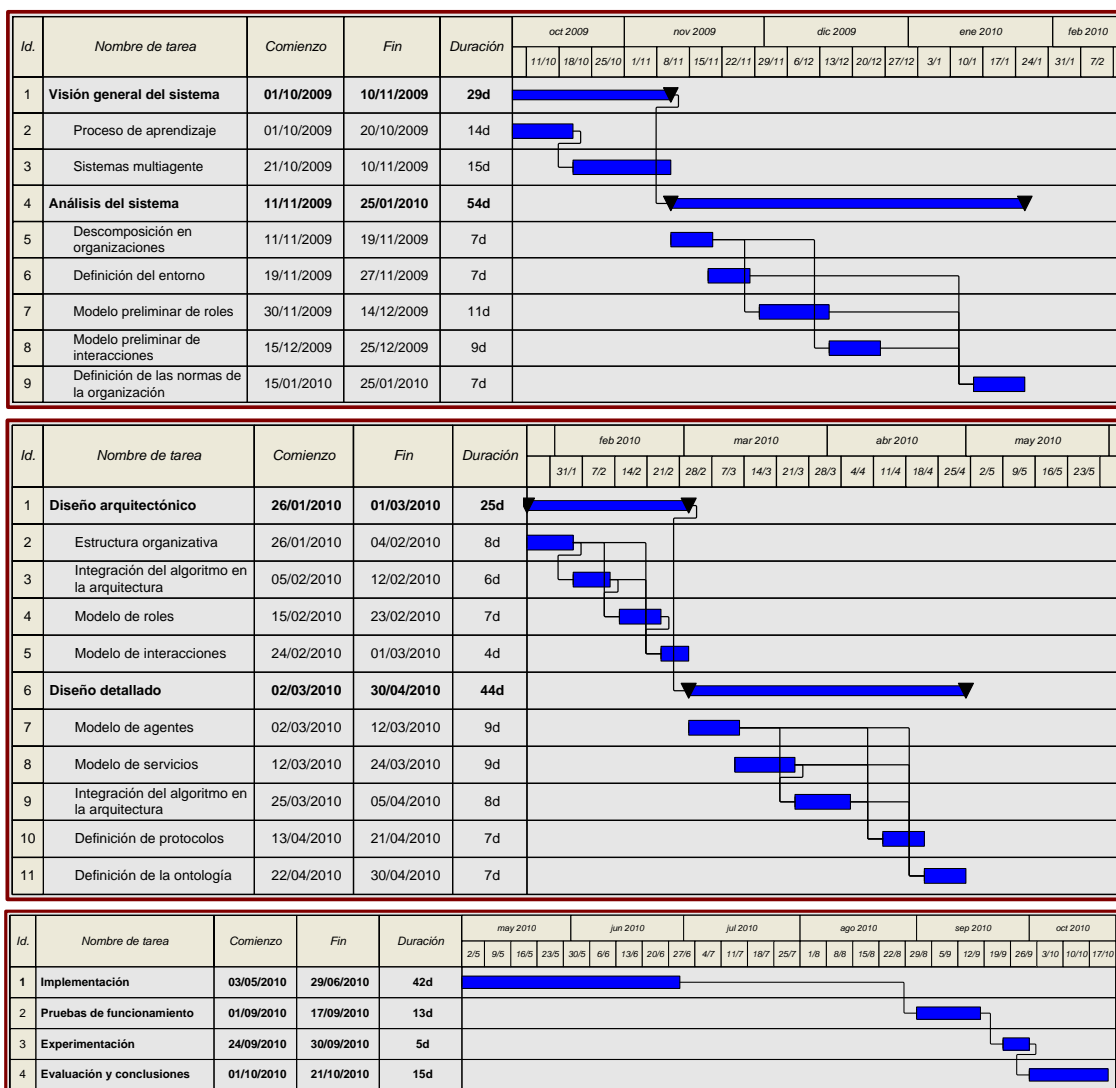 Id. Nombre de tarea Comienzo Fin Duración
oct 2009 nov 2009 dic 2009 ene 2010 feb 2010
11/10 18/10 25/10 1/11 8/11 15/11 22/11 29/11 6/12 13/12 20/12 27/12 3/1 10/1 17/1 24/1 31/1 7/2
1 Visión general del sistema 01/10/2009 10/11/2009 29d
2 Proceso de aprendizaje 01/10/2009 20/10/2009 14d
3 Sistemas multiagente 21/10/2009 10/11/2009 15d
4 Análisis del sistema 11/11/2009 25/01/2010 54d
5 Descomposición en
organizaciones 11/11/2009 19/11/2009 7d
6 Definición del entorno 19/11/2009 27/11/2009 7d
7 Modelo preliminar de roles 30/11/2009 14/12/2009 11d
8 Modelo preliminar de
interacciones 15/12/2009 25/12/2009 9d
9 Definición de las normas de
la organización 15/01/2010 25/01/2010 7d
Id. Nombre de tarea Comienzo Fin Duración
feb 2010 mar 2010 abr 2010 may 2010
31/1 7/2 14/2 21/2 28/2 7/3 14/3 21/3 28/3 4/4 11/4 18/4 25/4 2/5 9/5 16/5 23/5
1 Diseño arquitectónico 26/01/2010 01/03/2010 25d
2 Estructura organizativa 26/01/2010 04/02/2010 8d
3 Integración del algoritmo en
la arquitectura 05/02/2010 12/02/2010 6d
4 Modelo de roles 15/02/2010 23/02/2010 7d
5 Modelo de interacciones 24/02/2010 01/03/2010 4d
6 Diseño detallado 02/03/2010 30/04/2010 44d
7 Modelo de agentes 02/03/2010 12/03/2010 9d
8 Modelo de servicios 12/03/2010 24/03/2010 9d
9 Integración del algoritmo en
la arquitectura 25/03/2010 05/04/2010 8d
10 Definición de protocolos 13/04/2010 21/04/2010 7d
11 Definición de la ontología 22/04/2010 30/04/2010 7d
Id. Nombre de tarea Comienzo Fin Duración
may 2010 jun 2010 jul 2010 ago 2010 sep 2010 oct 2010
2/5 9/5 16/5 23/5 30/5 6/6 13/6 20/6 27/6 4/7 11/7 18/7 25/7 1/8 8/8 15/8 22/8 29/8 5/9 12/9 19/9 26/9 3/10 10/10 17/10
1 Implementación 03/05/2010 29/06/2010 42d
2 Pruebas de funcionamiento 01/09/2010 17/09/2010 13d
3 Experimentación 24/09/2010 30/09/2010 5d
4 Evaluación y conclusiones 01/10/2010 21/10/2010 15d